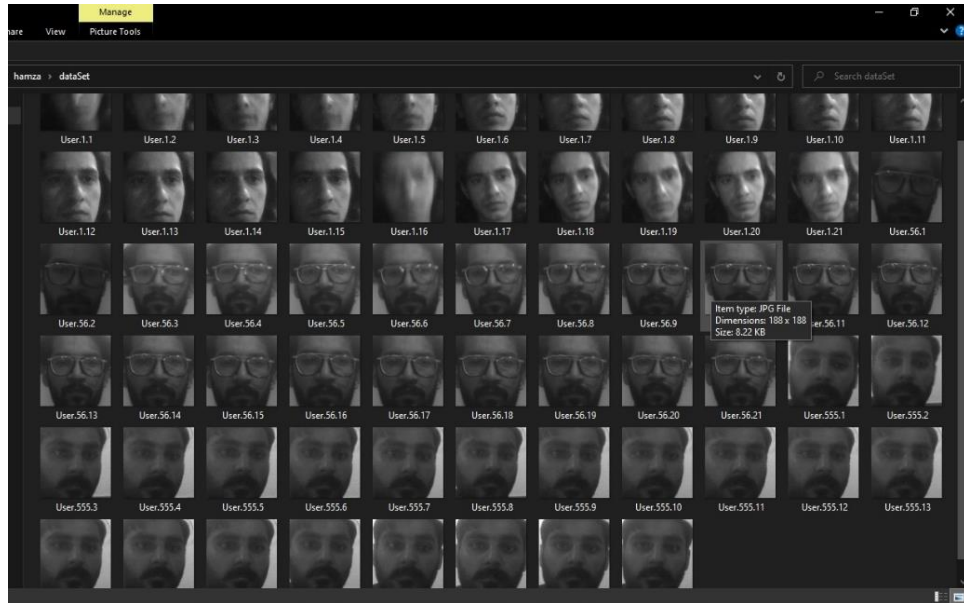 Manage
hare View Picture Tools
hamza > dataSet
Search dataSet
User.1.1 User.1.2 User.1.3 User.1.4 User.1.5 User.1.6 User.1.7 User.1.8 User.1.9 User.1.10 User.1.11
User.1.12 User.1.13 User.1.14 User.1.15 User.1.16 User.1.17 User.1.18 User.1.19 User.1.20 User.1.21 User.56.1
User.56.2 User.56.3 User.56.4 User.56.5 User.56.6 User.56.7 User.56.8 User.56.9 er.56.11 User.56.12
Item type: JPG File
Dimensions: 188 x 188
Size: 8.22 KB
User.56.13 User.56.14 User.56.15 User.56.16 User.56.17 User.56.18 User.56.19 User.56.20 User.56.21 User.555.1 User.555.2
User.555.3 User.555.4 User.555.5 User.555.6 User.555.7 User.555.8 User.555.9 User.555.10 User.555.11 User.555.12 User.555.13